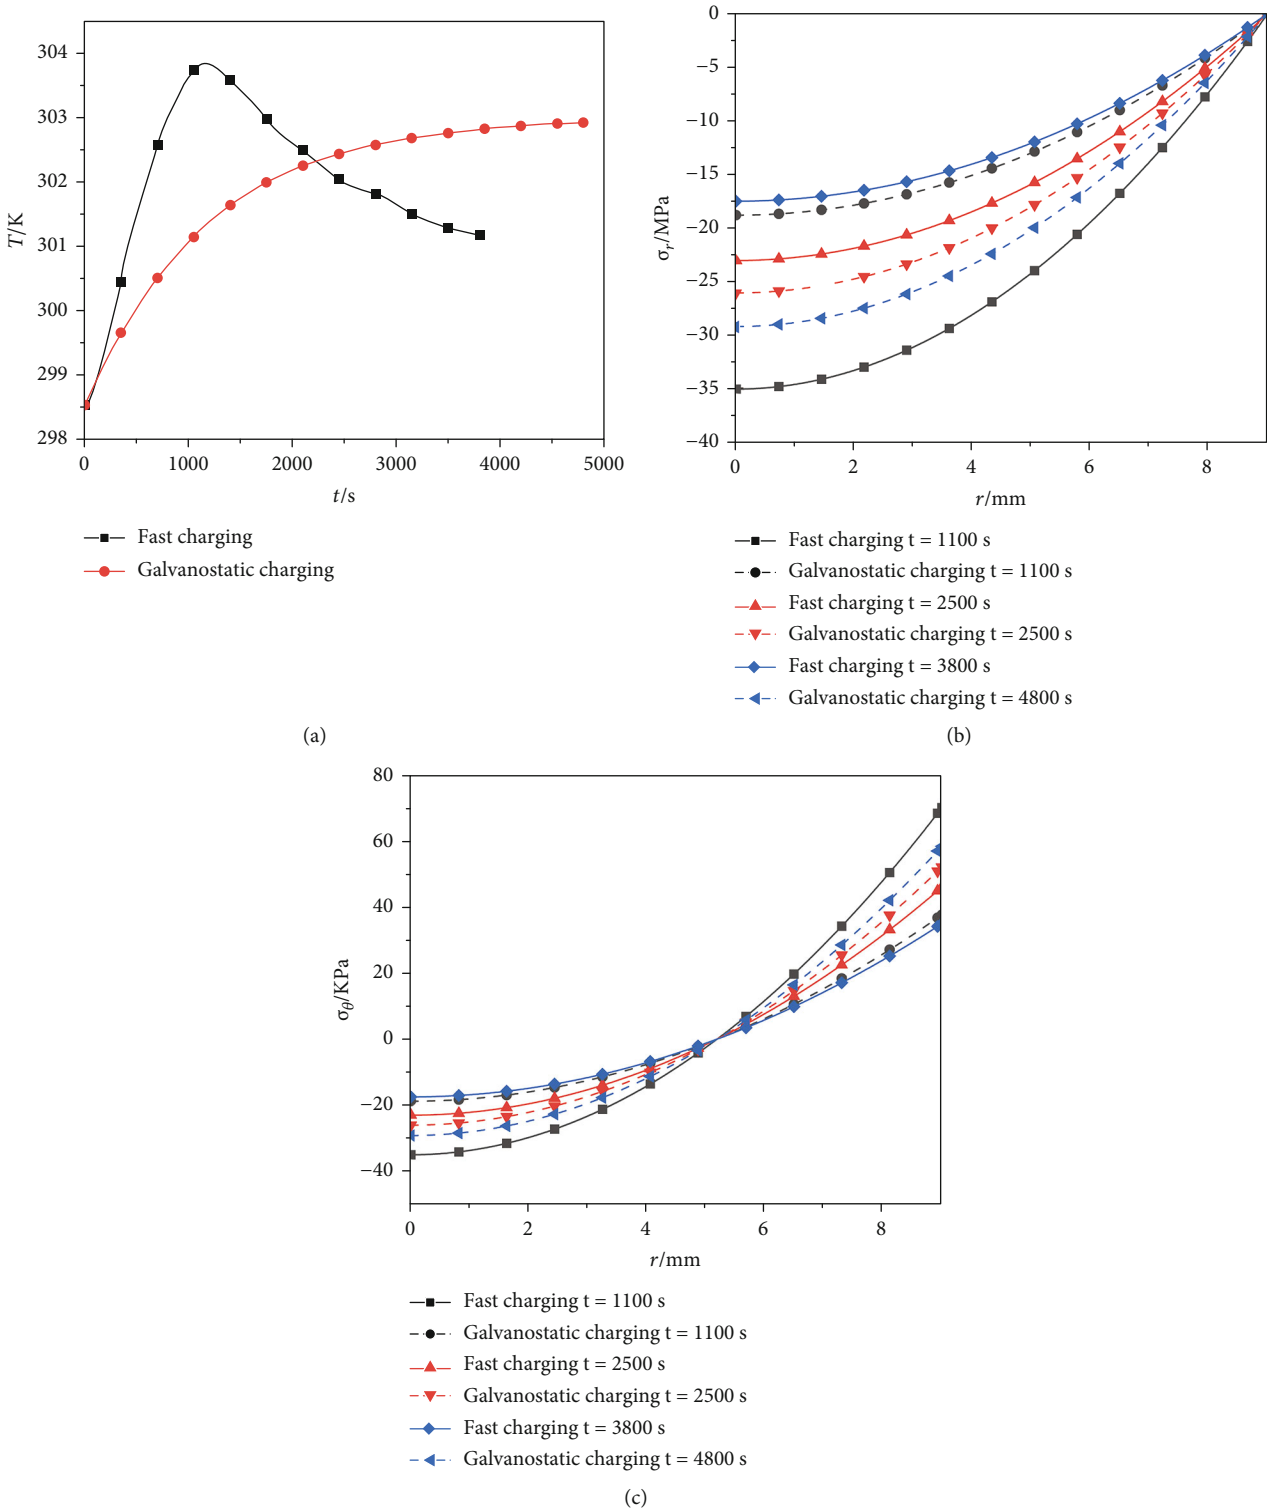 304
303
302
301
300
299
298
T/K
0 1000 2000 3000 4000 5000
t/s
Fast charging
Galvanostatic charging
(a)
0
−5
−10
−15
−20
−25
−30
−35
−40
σr/MPa
0 2 4 6 8
r/mm
Fast charging t = 1100 s
Galvanostatic charging t = 1100 s
Fast charging t = 2500 s
Galvanostatic charging t = 2500 s
Fast charging t = 3800 s
Galvanostatic charging t = 4800 s
(b)
80
60
40
20
0
−20
−40
σθ/KPa
0 2 4 6 8
r/mm
Fast charging t = 1100 s
Galvanostatic charging t = 1100 s
Fast charging t = 2500 s
Galvanostatic charging t = 2500 s
Fast charging t = 3800 s
Galvanostatic charging t = 4800 s
(c)